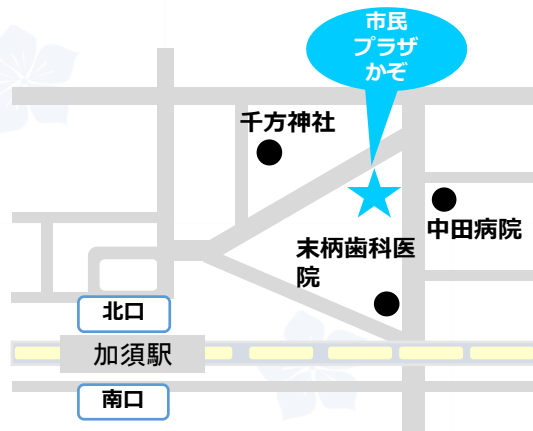 市民
プラザ
かぞ
千方神社
中田病院
末柄歯科医
院
北口
加須駅
南口